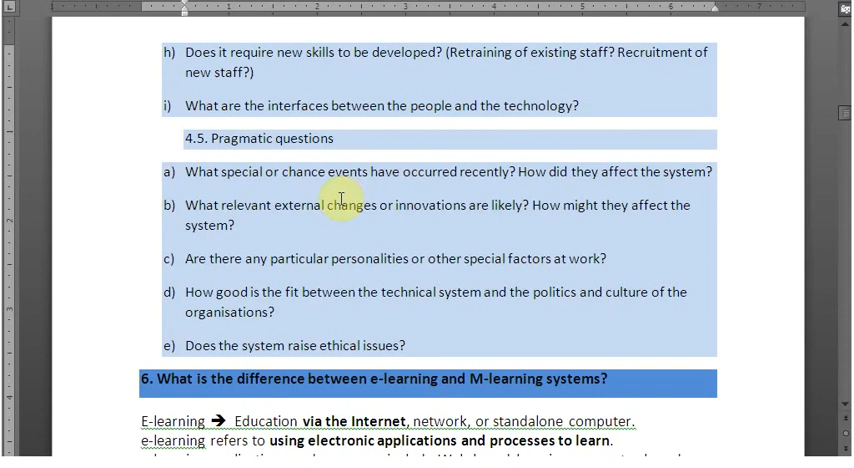 h) Does it require new skills to be developed? (Retraining of existing staff? Recruitment of
new staff?)
i) What are the interfaces between the people and the technology?
4.5. Pragmatic questions
a) What special or chance events have occurred recently? How did they affect the system?
b) What relevant external changes or innovations are likely? How might they affect the
system?
c) Are there any particular personalities or other special factors at work?
d) How good is the fit between the technical system and the politics and culture of the
organisations?
e) Does the system raise ethical issues?
6. What is the difference between e-learning and M-learning systems?
E-learning ➔ Education via the Internet, network, or standalone computer.
e-learning refers to using electronic applications and processes to learn.